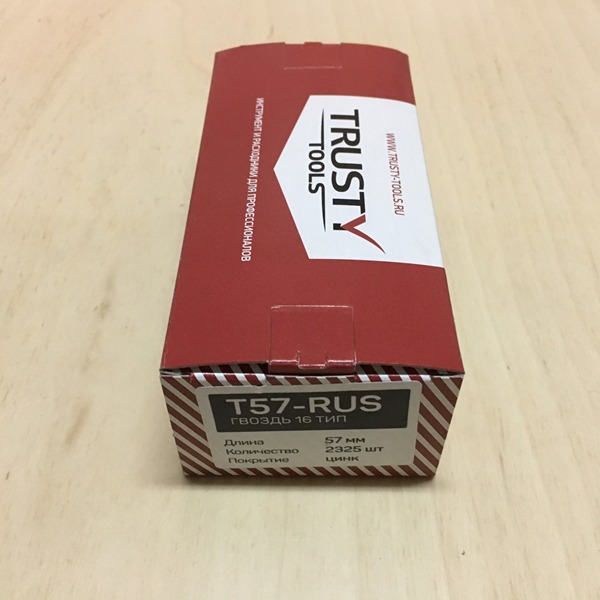 WWW.TRUSTY-TOOLS.RU
TRUSTY
TOOLS
ИНСТРУМЕНТ И РАСХОДНИКИ ДЛЯ ПРОФЕССИОНАЛОВ
T57-RUS
ГВОЗДЬ 16 ТИП
Длина 57 мм
Количество 2325 шт
Покрытие цинк